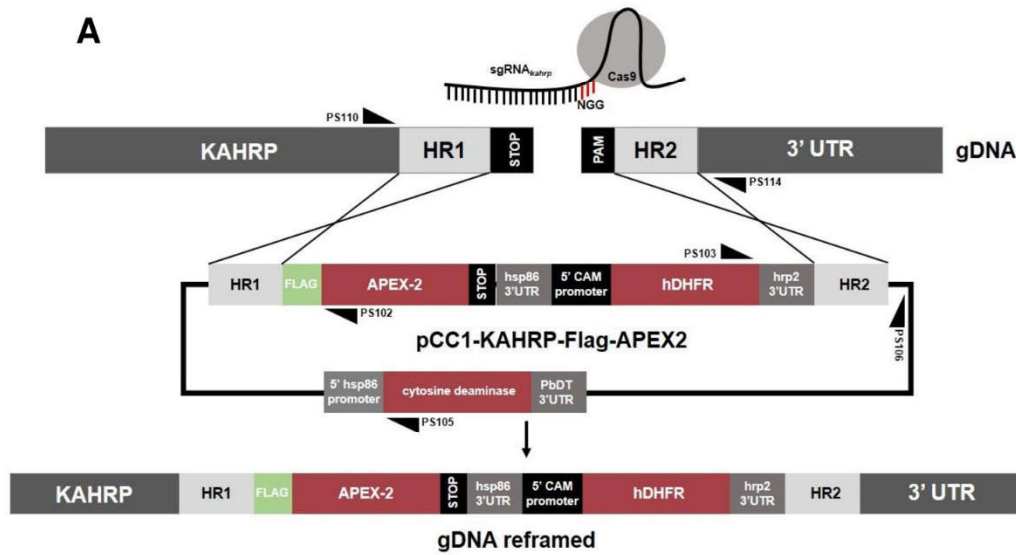 A
sgRNAkahrp
Cas9
NGG
PS110
KAHRP
HR1
STOP
PAM
HR2
3' UTR
gDNA
PS114
PS103
HR1
FLAG
APEX-2
STOP
hsp86
3'UTR
5' CAM
promoter
hDHFR
hrp2
3'UTR
HR2
PS102
PS106
pCC1-KAHRP-Flag-APEX2
5' hsp86
promoter
cytosine deaminase
PbDT
3'UTR
PS105
KAHRP
HR1
FLAG
APEX-2
STOP
hsp86
3'UTR
5' CAM
promoter
hDHFR
hrp2
3'UTR
HR2
3' UTR
gDNA reframed